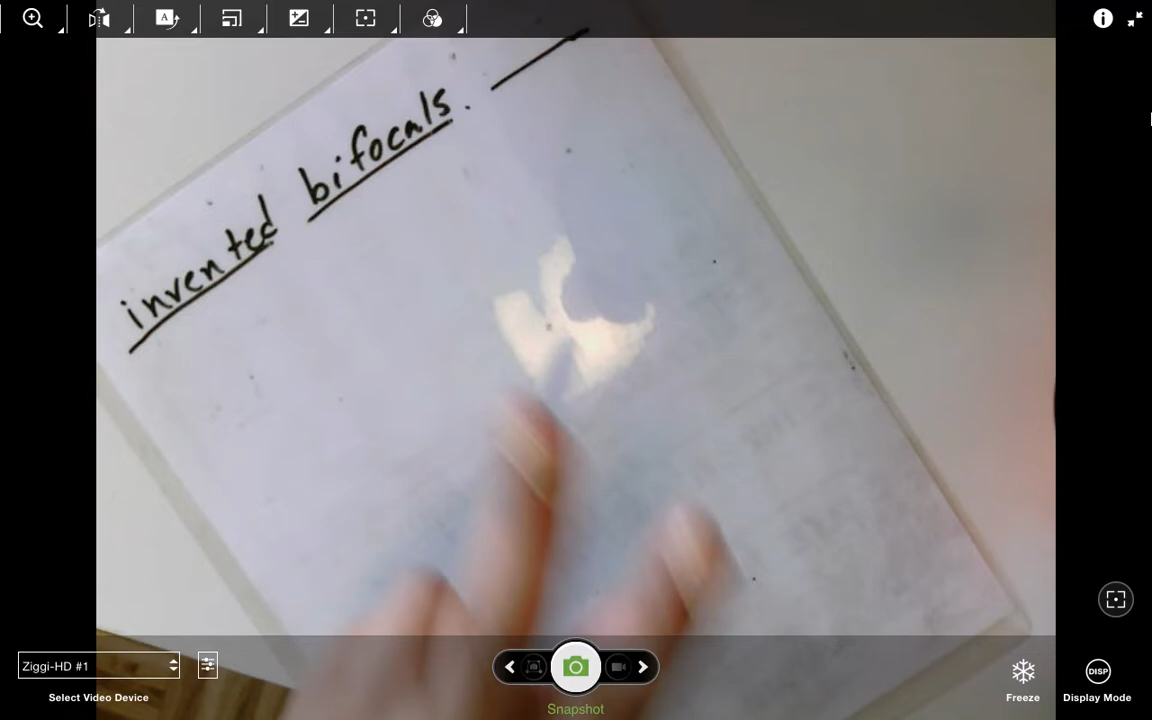 invented bifocals.
Ziggi-HD #1
Select Video Device
Snapshot
Freeze
DISP
Display Mode